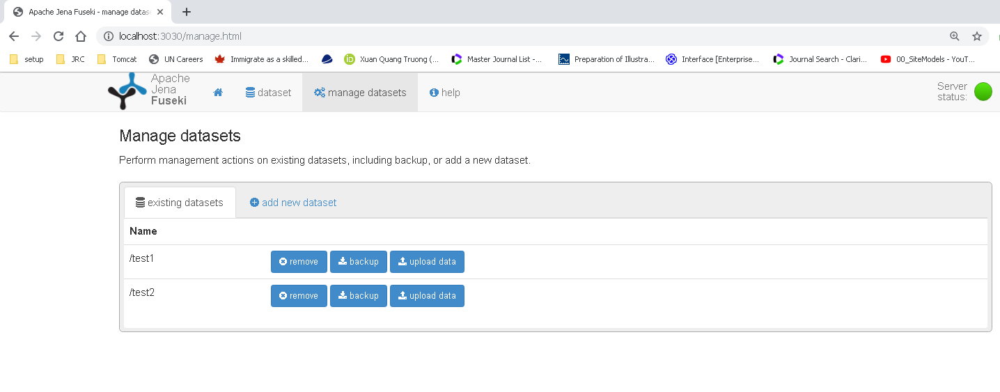 Apache Jena Fuseki - manage datase
localhost:3030/manage.html
setup JRC Tomcat UN Careers Immigrate as a skilled... Xuan Quang Truong (... Master Journal List -... Preparation of Illustra... Interface [Enterprise... Journal Search - Clari... 00_SiteModels - YouT...
Apache
Jena
Fuseki
dataset manage datasets help
Server
status:
Manage datasets
Perform management actions on existing datasets, including backup, or add a new dataset.
existing datasets add new dataset
Name
/test1 remove backup upload data
/test2 remove backup upload data